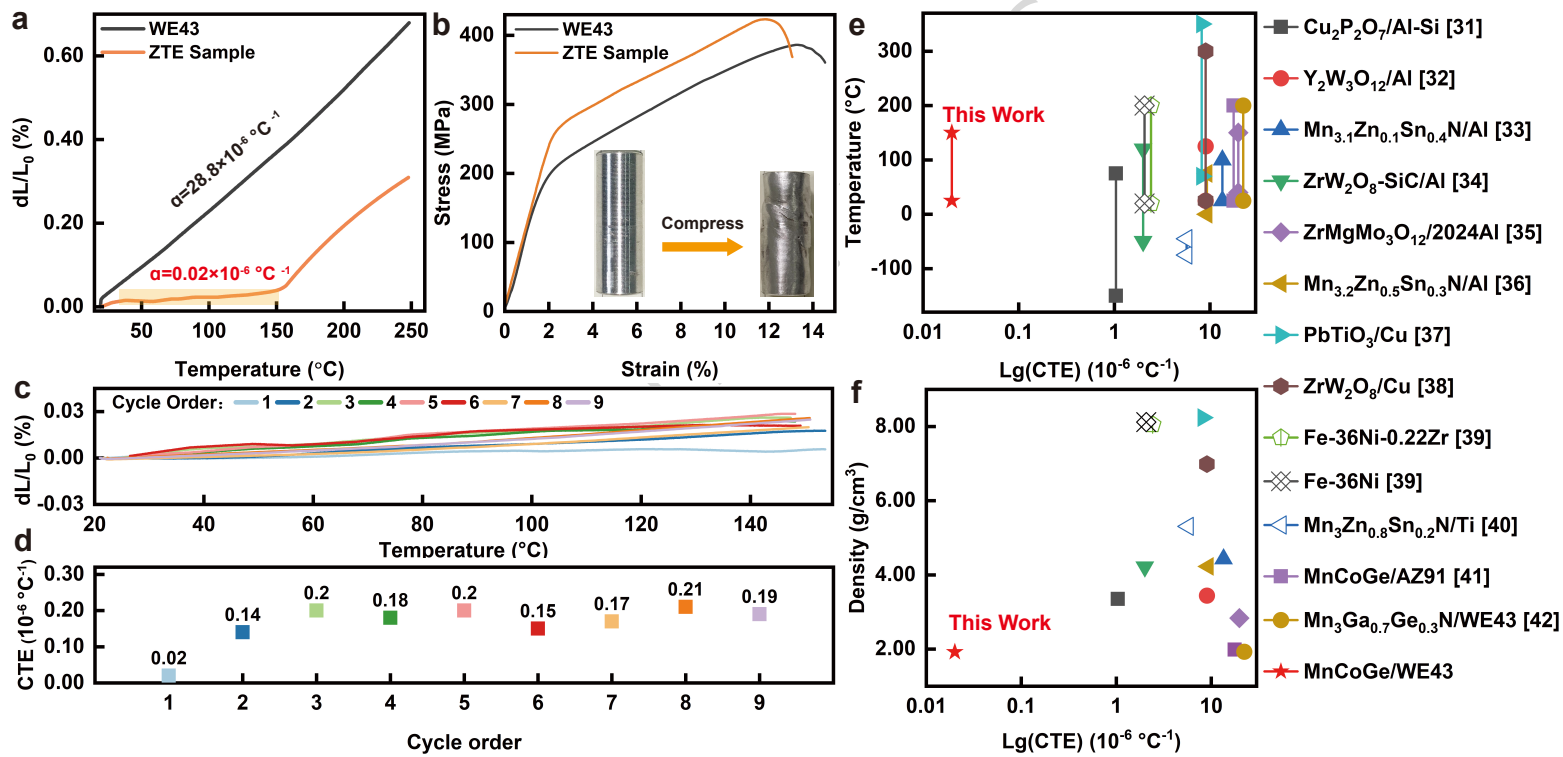 a
WE43
ZTE Sample
α=28.8×10⁻⁶ °C ⁻¹
α=0.02×10⁻⁶ °C ⁻¹
dL/L₀ (%)
0.60
0.40
0.20
0.00
50 100 150 200 250
Temperature (°C)
b
WE43
ZTE Sample
Compress
Stress (MPa)
400
300
200
100
0
0 2 4 6 8 10 12 14
Strain (%)
c
Cycle Order: 1 2 3 4 5 6 7 8 9
dL/L₀ (%)
0.03
0.00
-0.03
20 40 60 80 100 120 140
Temperature (°C)
d
CTE (10⁻⁶ °C⁻¹)
0.30
0.20
0.10
0.00
0.02 0.14 0.2 0.18 0.2 0.15 0.17 0.21 0.19
1 2 3 4 5 6 7 8 9
Cycle order
e
This Work
Temperature (°C)
300
200
100
0
-100
0.01 0.1 1 10
Lg(CTE) (10⁻⁶ °C⁻¹)
f
This Work
Density (g/cm³)
8.00
6.00
4.00
2.00
0.01 0.1 1 10
Lg(CTE) (10⁻⁶ °C⁻¹)
Cu₂P₂O₇/Al-Si [31]
Y₂W₃O₁₂/Al [32]
Mn₃.₁Zn₀.₁Sn₀.₄N/Al [33]
ZrW₂O₈-SiC/Al [34]
ZrMgMo₃O₁₂/2024Al [35]
Mn₃.₂Zn₀.₅Sn₀.₃N/Al [36]
PbTiO₃/Cu [37]
ZrW₂O₈/Cu [38]
Fe-36Ni-0.22Zr [39]
Fe-36Ni [39]
Mn₃Zn₀.₈Sn₀.₂N/Ti [40]
MnCoGe/AZ91 [41]
Mn₃Ga₀.₇Ge₀.₃N/WE43 [42]
MnCoGe/WE43